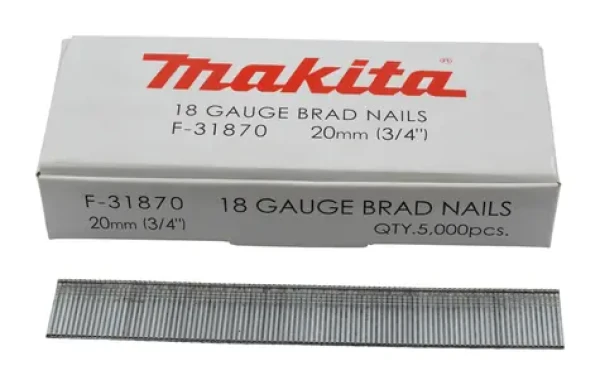 makita®
18 GAUGE BRAD NAILS
F-31870 20mm (3/4")
F-31870 18 GAUGE BRAD NAILS
20mm (3/4") QTY.5,000pcs.